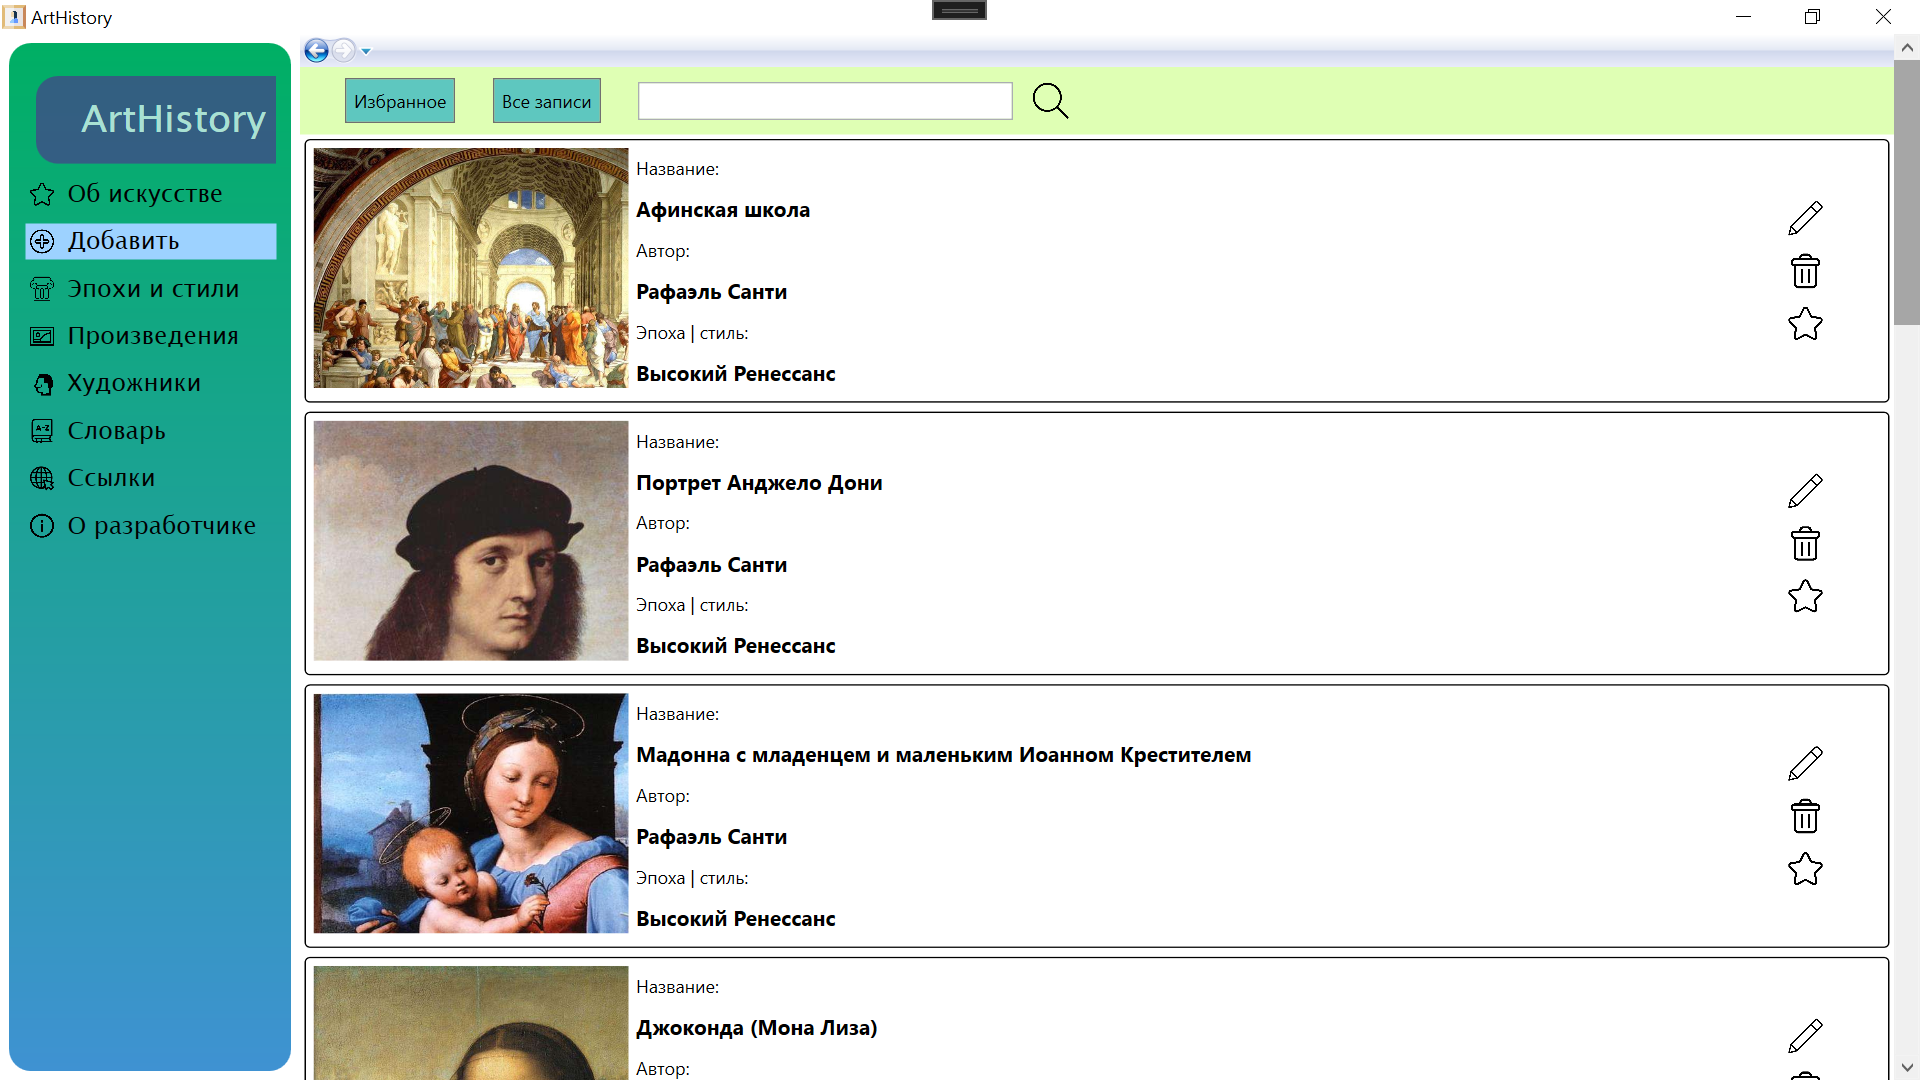 ArtHistory
ArtHistory
Об искусстве
Добавить
Эпохи и стили
Произведения
Художники
Словарь
Ссылки
О разработчике
Избранное
Все записи
Название:
Афинская школа
Автор:
Рафаэль Санти
Эпоха | стиль:
Высокий Ренессанс
Название:
Портрет Анджело Дони
Автор:
Рафаэль Санти
Эпоха | стиль:
Высокий Ренессанс
Название:
Мадонна с младенцем и маленьким Иоанном Крестителем
Автор:
Рафаэль Санти
Эпоха | стиль:
Высокий Ренессанс
Название:
Джоконда (Мона Лиза)
Автор: